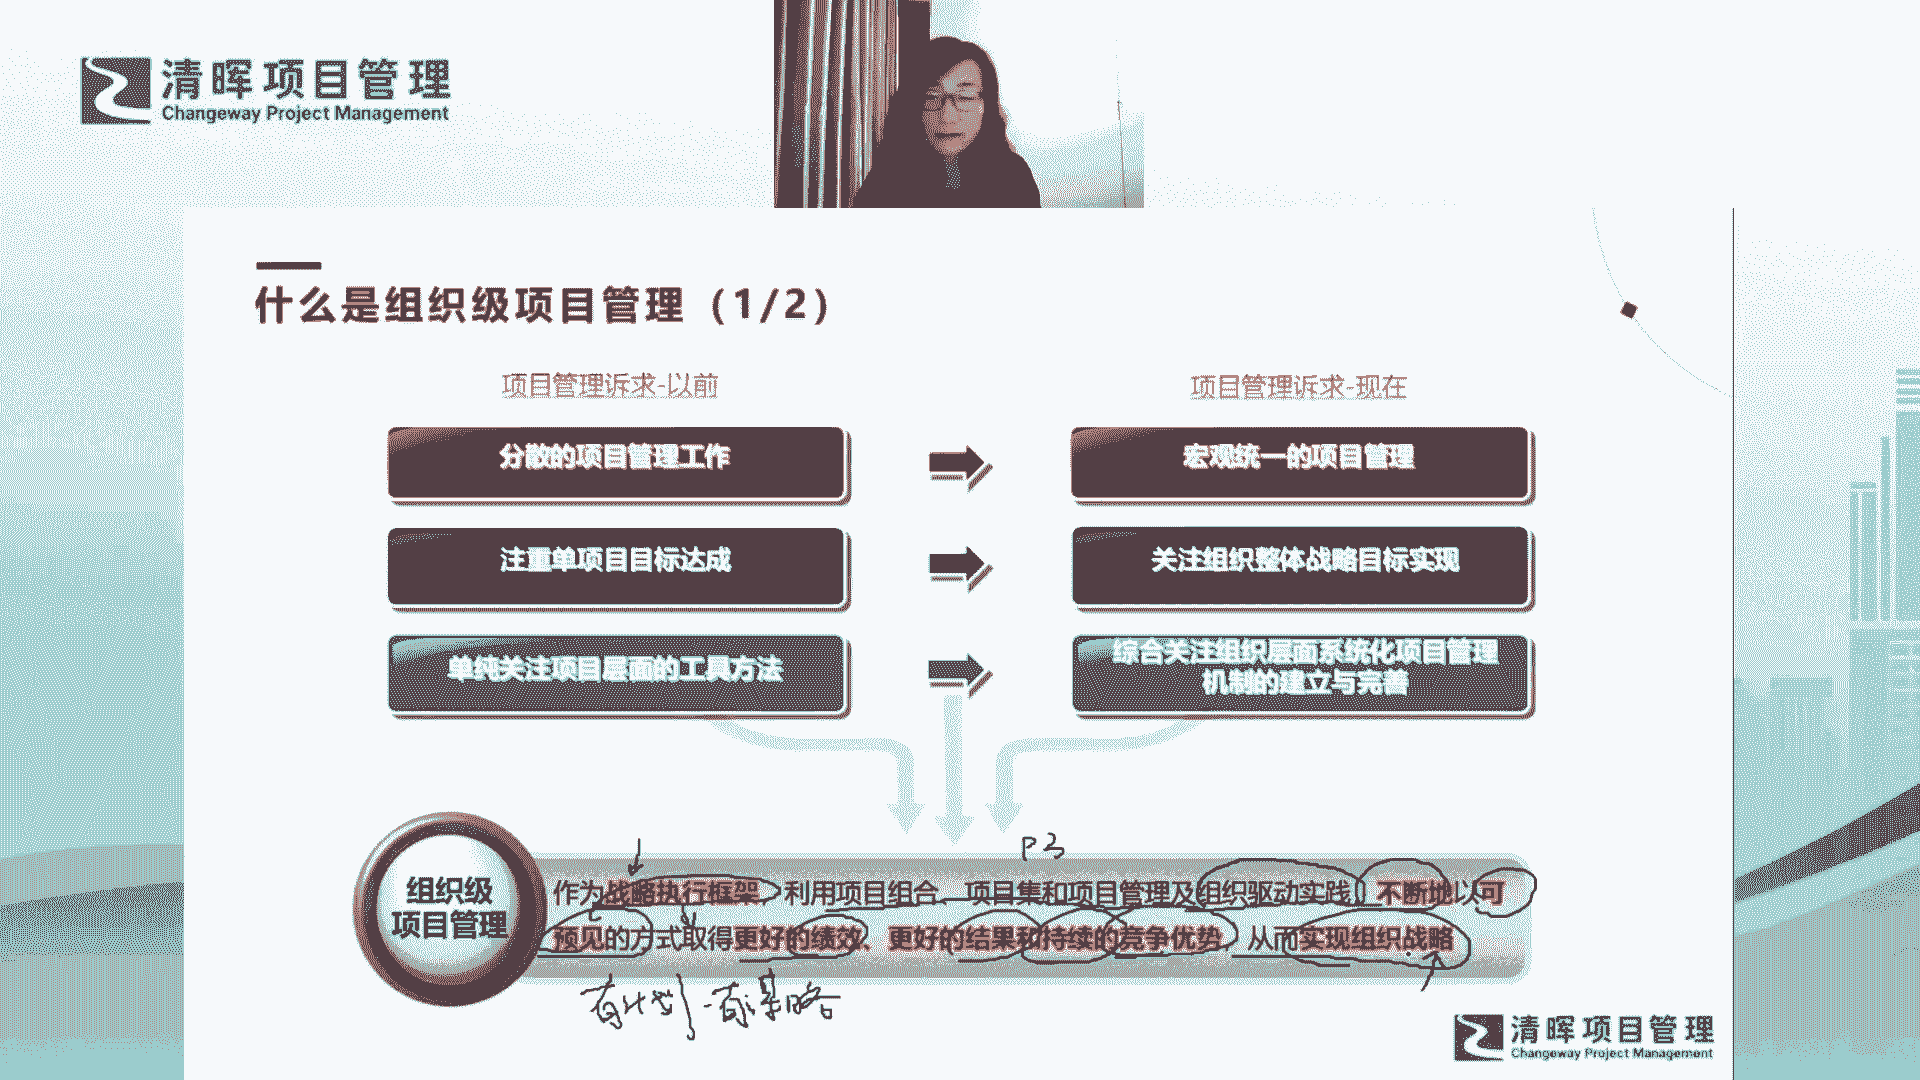 清晖项目管理
Changeway Project Management
什么是组织级项目管理（1/2）
项目管理诉求-以前
项目管理诉求-现在
分散的项目管理工作
宏观统一的项目管理
注重单项目目标达成
关注组织整体战略目标实现
单纯关注项目层面的工具方法
综合关注组织层面系统化项目管理
机制的建立与完善
P3
组织级
项目管理
作为战略执行框架，利用项目组合、项目集和项目管理及组织驱动实践，不断地以可
预见的方式取得更好的绩效、更好的结果和持续的竞争优势，从而实现组织战略
有计划-有策略
清晖项目管理
Changeway Project Management